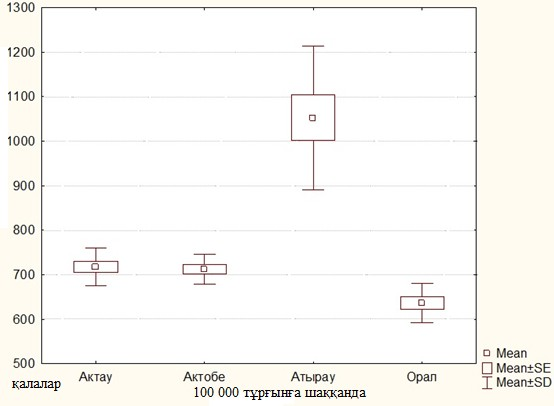 1300
1200
1100
1000
900
800
700
600
500
Актау
Актобе
Атырау
Орал
қалалар
100 000 тұрғынға шаққанда
Mean
Mean±SE
Mean±SD